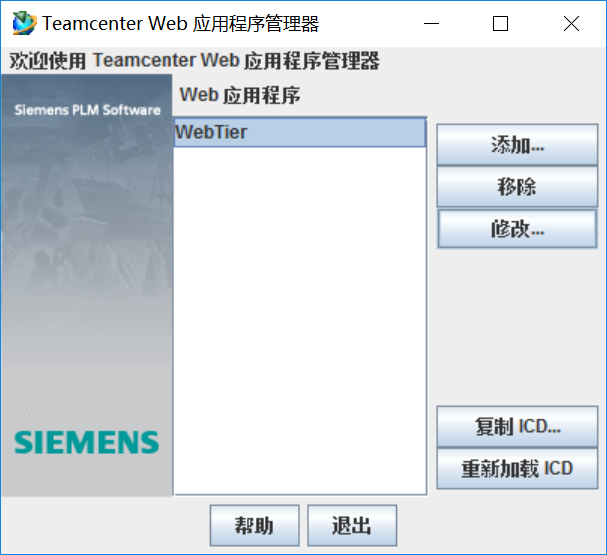 Teamcenter Web 应用程序管理器
欢迎使用 Teamcenter Web 应用程序管理器
Siemens PLM Software
Web 应用程序
WebTier
添加...
移除
修改...
复制 ICD...
重新加载 ICD
SIEMENS
帮助
退出